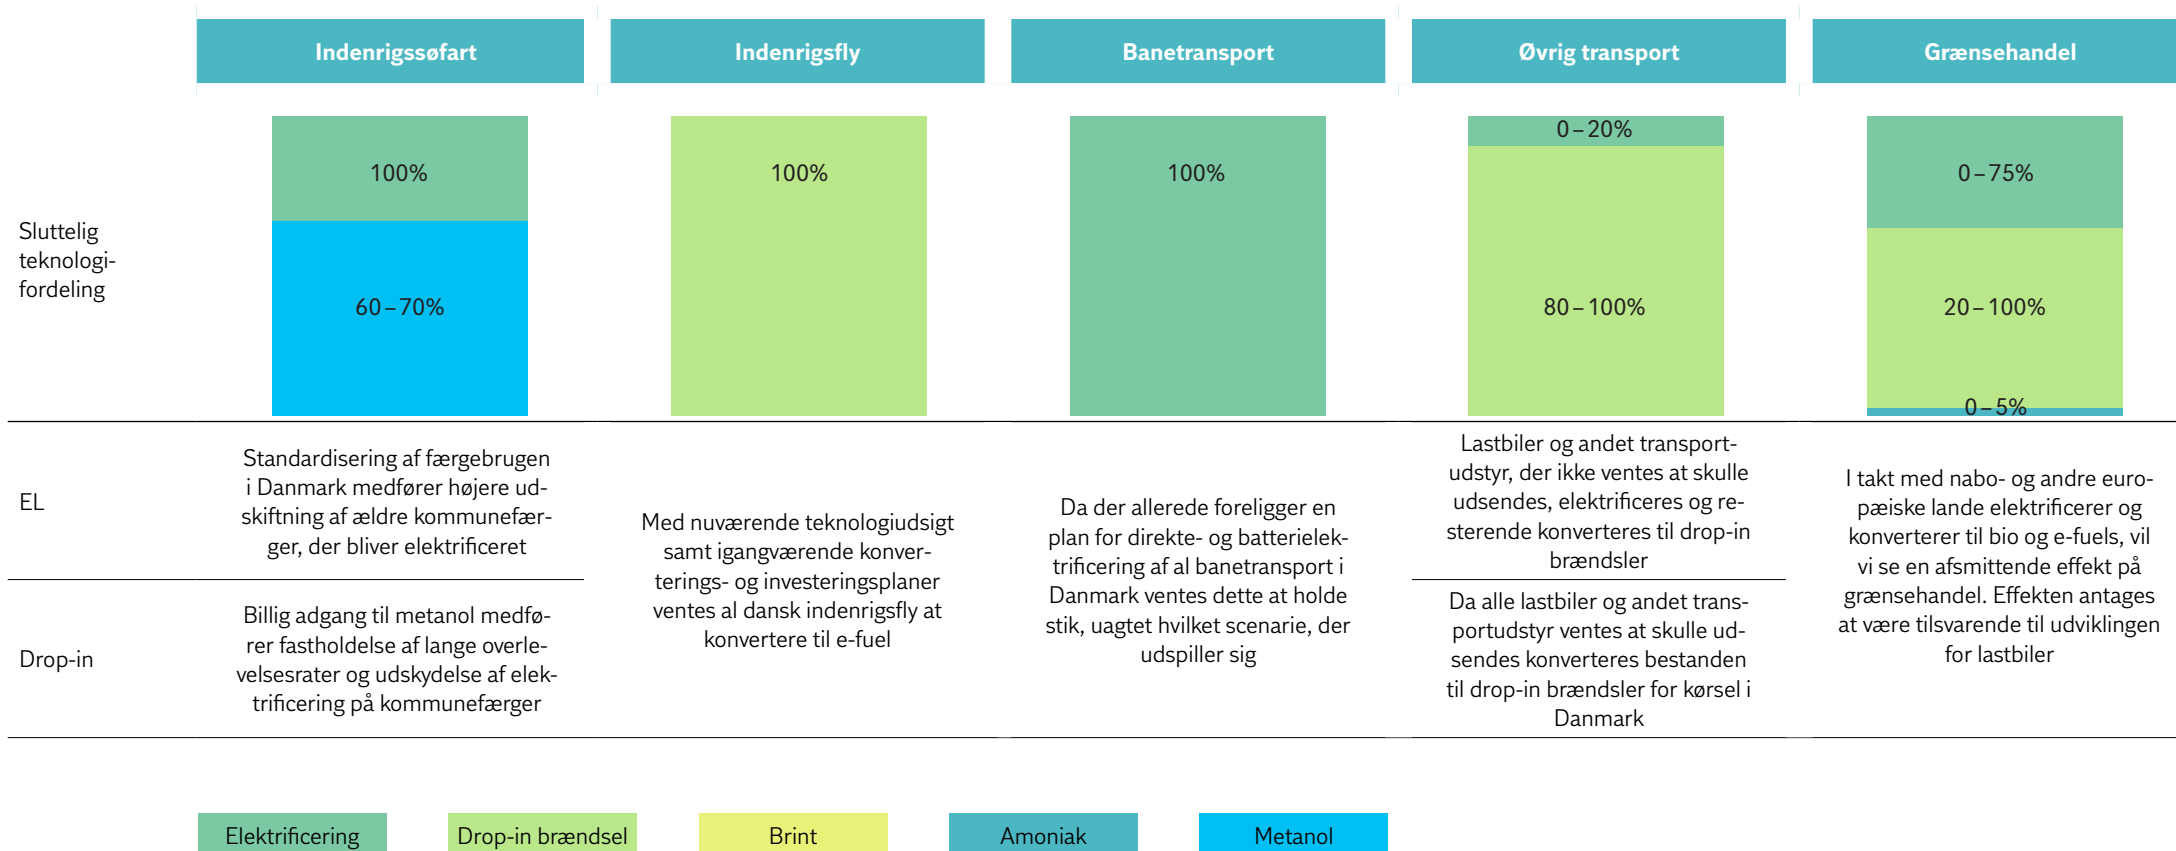 Indenrigssøfart
Indenrigsfly
Banetransport
Øvrig transport
Grænsehandel
Sluttelig
teknologi-
fordeling
100%
60–70%
100%
100%
0–20%
80–100%
0–75%
20–100%
0–5%
EL
Standardisering af færgebrugen
i Danmark medfører højere ud-
skiftning af ældre kommunefær-
ger, der bliver elektrificeret
Med nuværende teknologiudsigt
samt igangværende konver-
terings- og investeringsplaner
ventes al dansk indenrigsfly at
konvertere til e-fuel
Da der allerede foreligger en
plan for direkte- og batterielek-
trificering af al banetransport i
Danmark ventes dette at holde
stik, uagtet hvilket scenarie, der
udspiller sig
Lastbiler og andet transport-
udstyr, der ikke ventes at skulle
udsendes, elektrificeres og re-
sterende konverteres til drop-in
brændsler
I takt med nabo- og andre euro-
pæiske lande elektrificerer og
konverterer til bio og e-fuels, vil
vi se en afsmittende effekt på
grænsehandel. Effekten antages
at være tilsvarende til udviklingen
for lastbiler
Drop-in
Billig adgang til metanol medfø-
rer fastholdelse af lange overle-
velsesrater og udskydelse af elek-
trificering på kommunefærger
Da alle lastbiler og andet trans-
portudstyr ventes at skulle ud-
sendes konverteres bestanden
til drop-in brændsler for kørsel i
Danmark
Elektrificering
Drop-in brændsel
Brint
Amoniak
Metanol